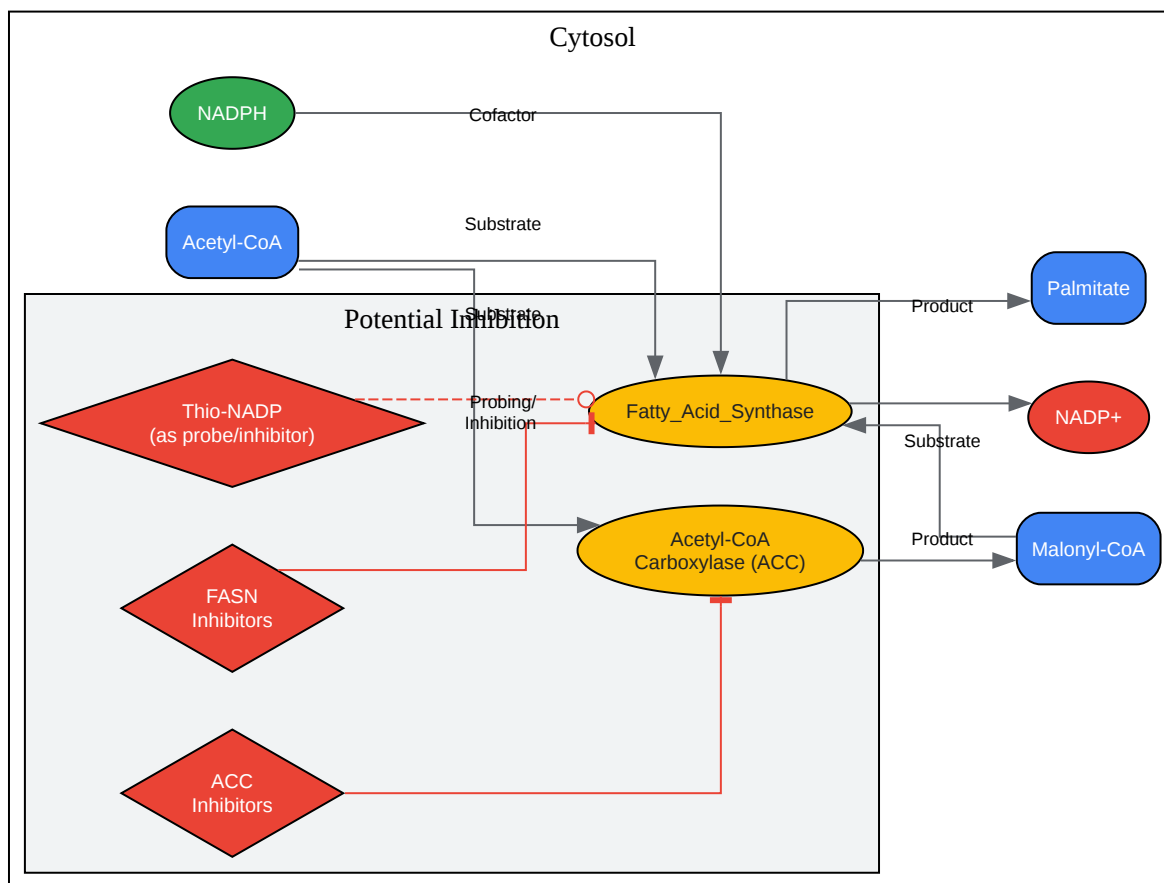 Cytosol
NADPH
Cofactor
Acetyl-CoA
Substrate
Substrate
Potential Inhibition
Palmitate
Product
Thio-NADP
(as probe/inhibitor)
Probing/
Inhibition
Fatty_Acid_Synthase
NADP+
Substrate
Acetyl-CoA
Carboxylase (ACC)
Product
Malonyl-CoA
FASN
Inhibitors
ACC
Inhibitors